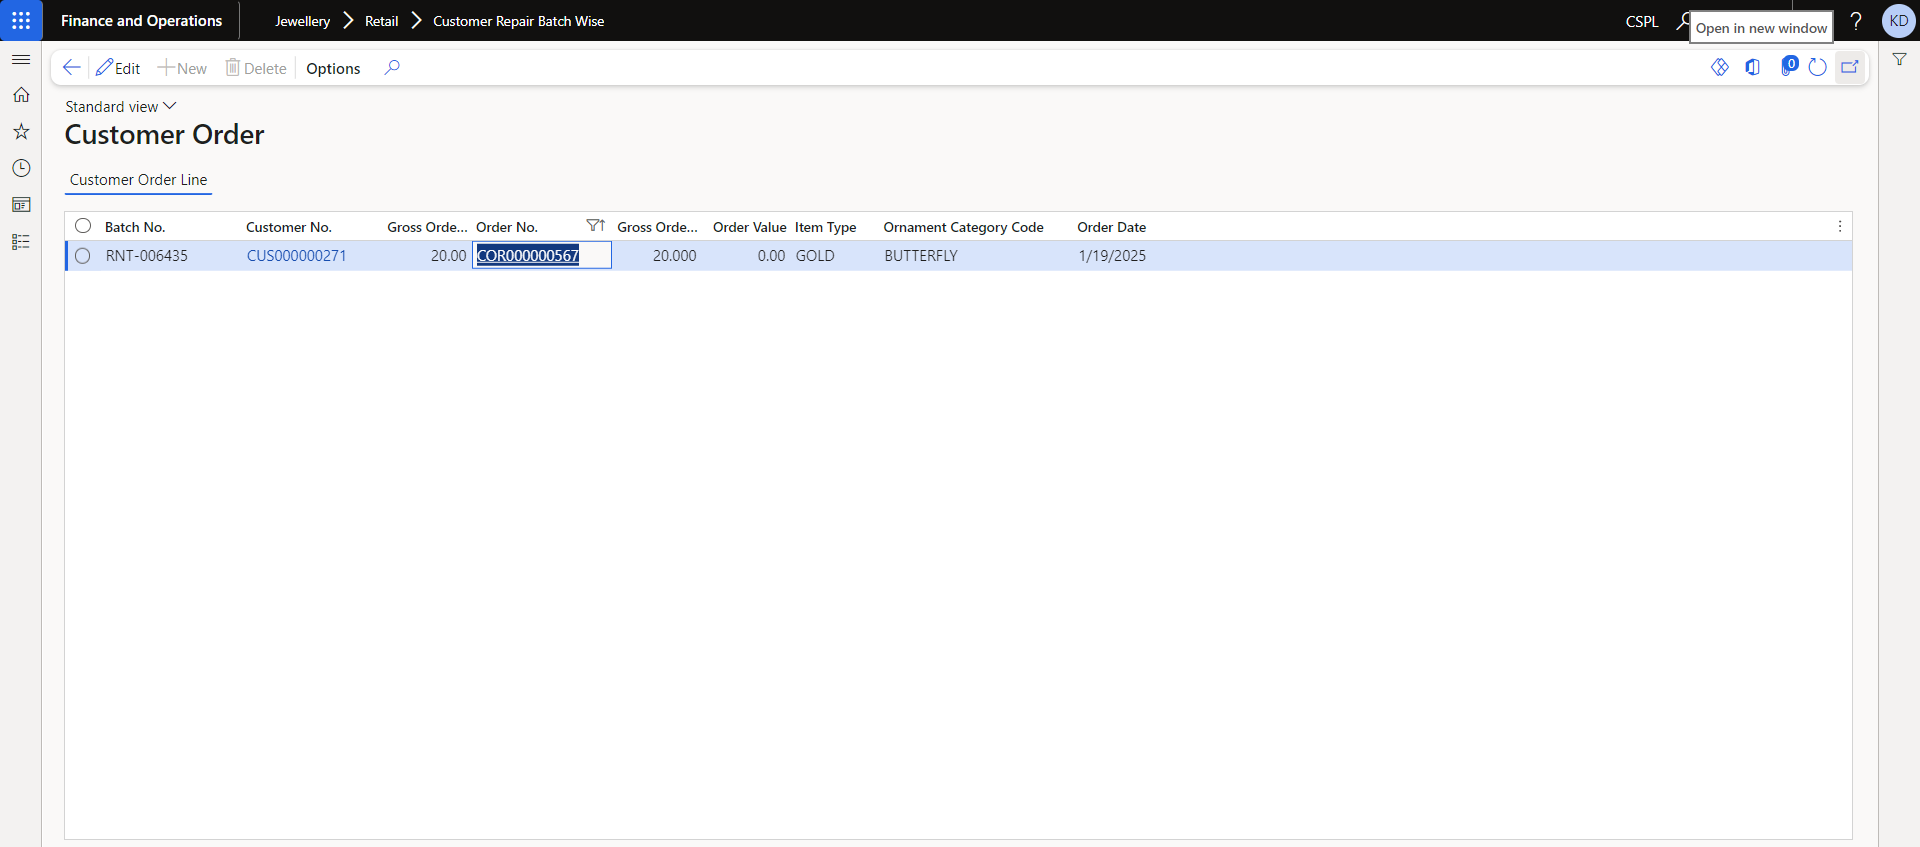 Finance and Operations
Jewellery > Retail > Customer Repair Batch Wise
CSPL
Open in new window
?
KD
Edit
New
Delete
Options
0
Standard view
Customer Order
Customer Order Line
Batch No. Customer No. Gross Orde... Order No. Gross Orde... Order Value Item Type Ornament Category Code Order Date
RNT-006435 CUS000000271 20.00 COR000000567 20.000 0.00 GOLD BUTTERFLY 1/19/2025